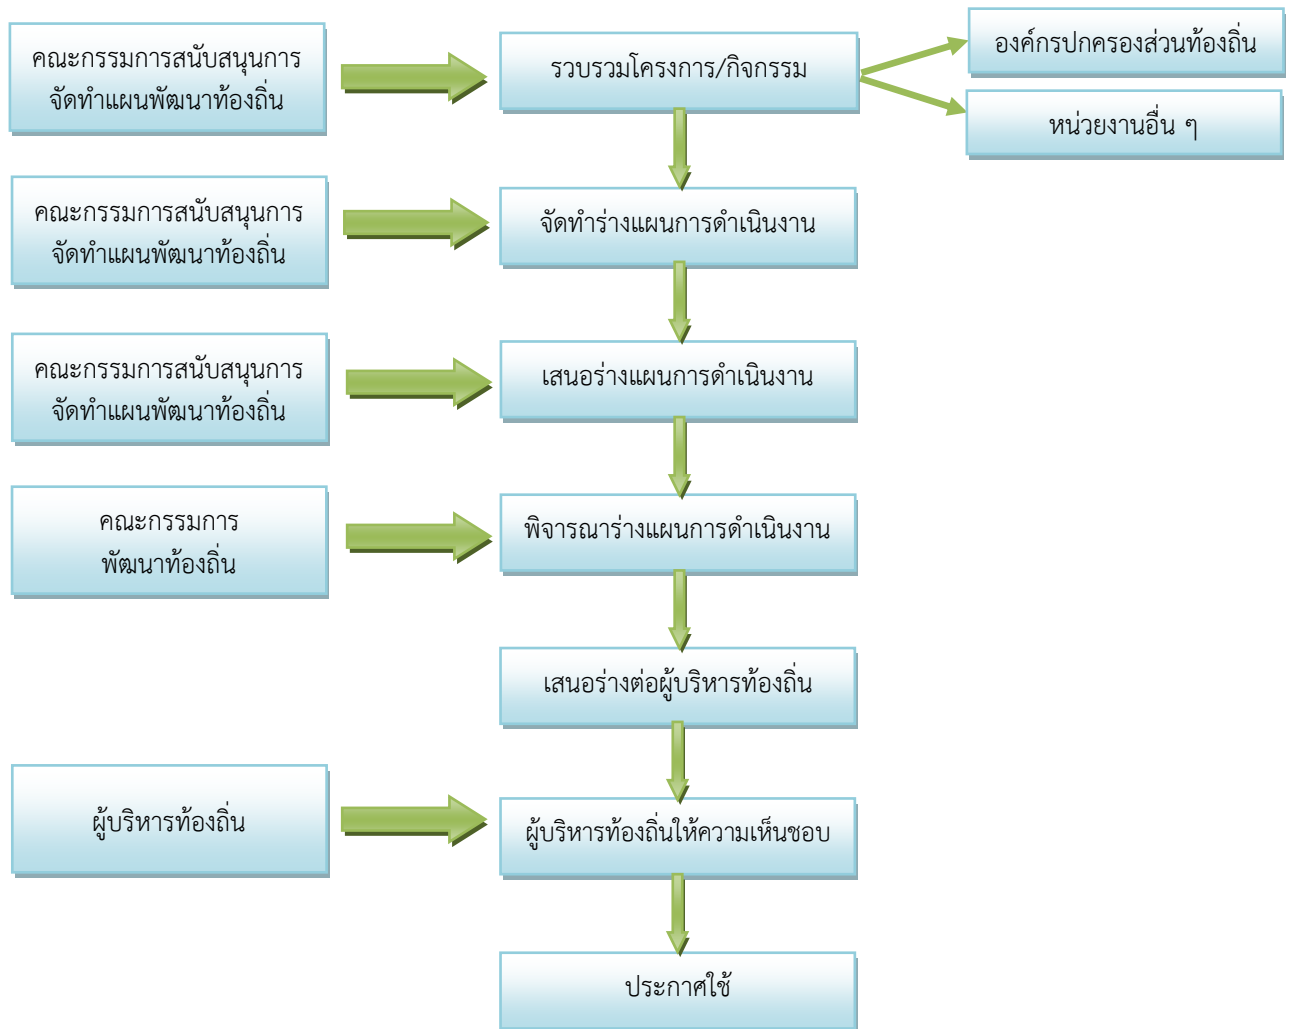 คณะกรรมการสนับสนุนการ
จัดทำแผนพัฒนาท้องถิ่น
รวบรวมโครงการ/กิจกรรม
องค์กรปกครองส่วนท้องถิ่น
หน่วยงานอื่น ๆ
คณะกรรมการสนับสนุนการ
จัดทำแผนพัฒนาท้องถิ่น
จัดทำร่างแผนการดำเนินงาน
คณะกรรมการสนับสนุนการ
จัดทำแผนพัฒนาท้องถิ่น
เสนอร่างแผนการดำเนินงาน
คณะกรรมการ
พัฒนาท้องถิ่น
พิจารณาร่างแผนการดำเนินงาน
เสนอร่างต่อผู้บริหารท้องถิ่น
ผู้บริหารท้องถิ่น
ผู้บริหารท้องถิ่นให้ความเห็นชอบ
ประกาศใช้